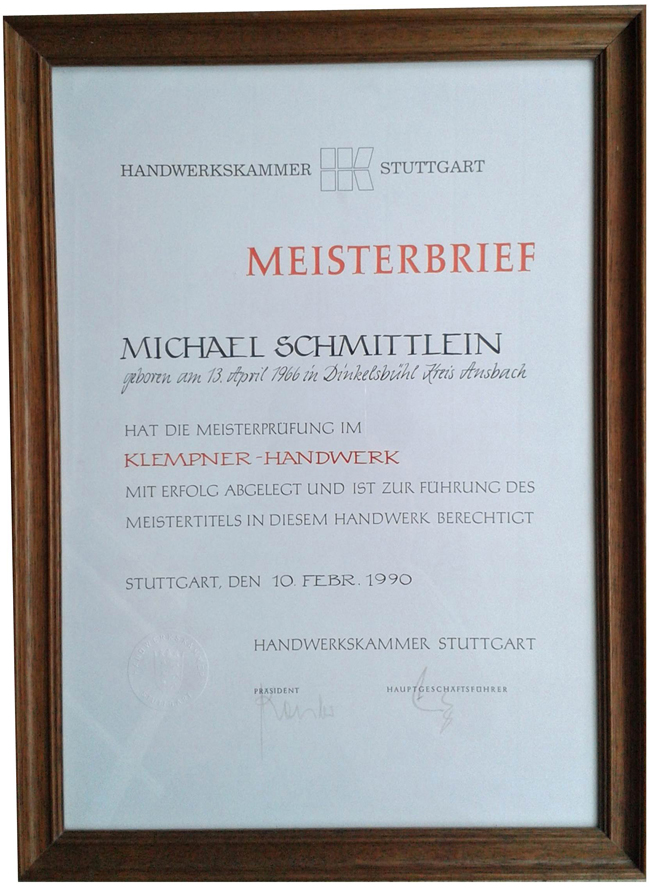 HANDWERKSKAMMER STUTTGART
MEISTERBRIEF
MICHAEL SCHMITTLEIN
geboren am 13. April 1966 in Dinkelsbühl Kreis Ansbach
HAT DIE MEISTERPRÜFUNG IM
KLEMPNER-HANDWERK
MIT ERFOLG ABGELEGT UND IST ZUR FÜHRUNG DES
MEISTERTITELS IN DIESEM HANDWERK BERECHTIGT
STUTTGART, DEN 10. FEBR. 1990
HANDWERKSKAMMER STUTTGART
PRÄSIDENT HAUPTGESCHÄFTSFÜHRER